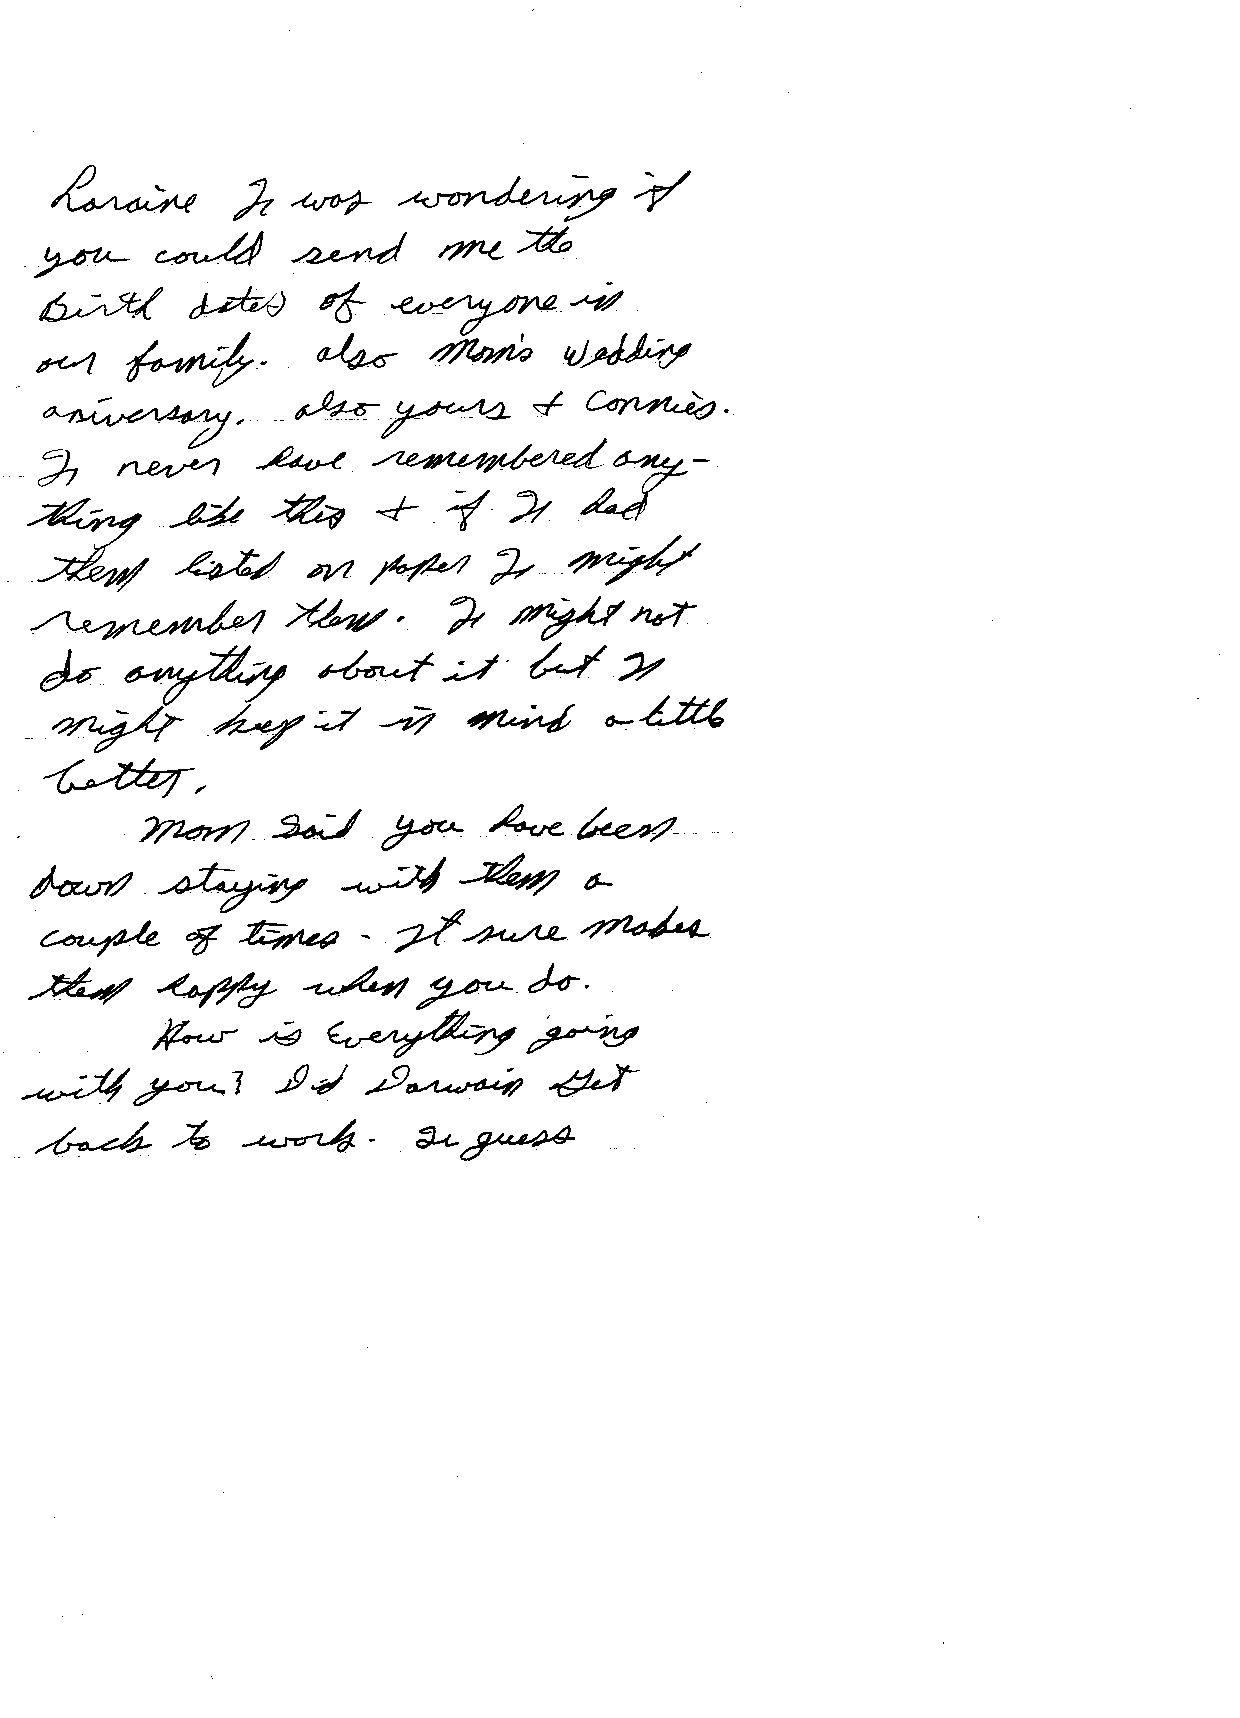 Loraine I was wondering if
you could send me the
Birth dates of everyone in
our family. also Mom's Wedding
aniversary. also yours + Connies.
I never have remembered any-
thing like this + if I had
them listed on paper I might
remember them. I might not
do anything about it but I
might keep it in mind a little
better.
Mom Said you have been
down staying with them a
couple of times - It sure makes
them happy when you do.
How is Everything going
with you? Did Darwain Get
back to work. I guess